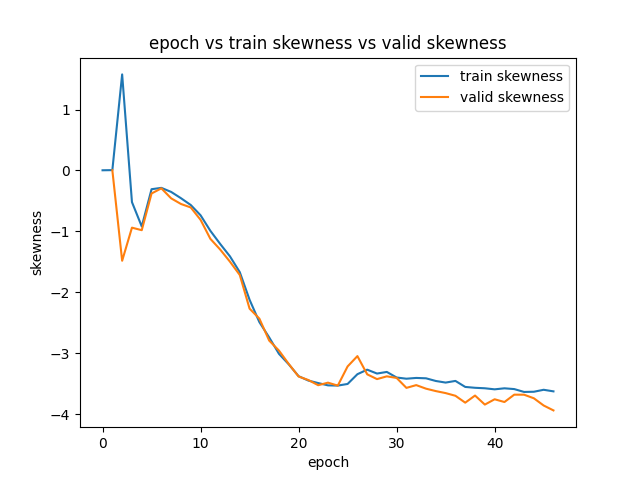 epoch vs train skewness vs valid skewness
train skewness
valid skewness
skewness
1
0
−1
−2
−3
−4
0
10
20
30
40
epoch